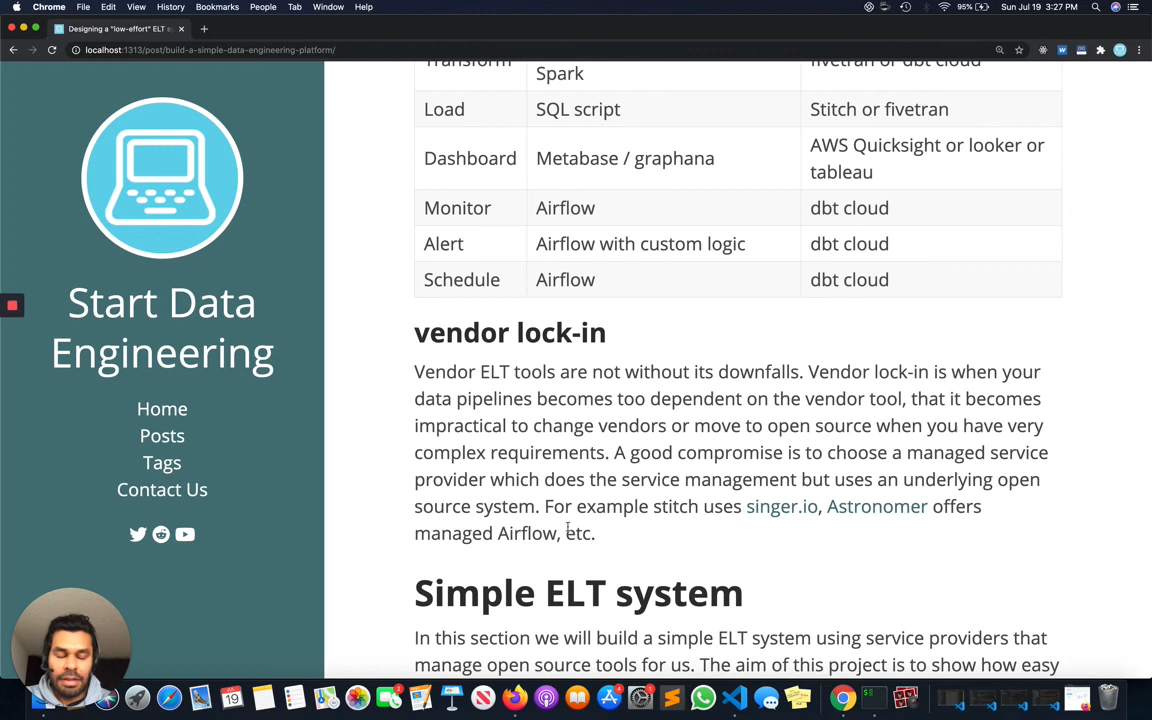 Chrome File Edit View History Bookmarks People Tab Window Help 95% Sun Jul 19 3:27 PM
Designing a "low-effort" ELT s
localhost:1313/post/build-a-simple-data-engineering-platform/
Start Data
Engineering
Home
Posts
Tags
Contact Us
Transform Spark fivetran or dbt cloud
Load SQL script Stitch or fivetran
Dashboard Metabase / graphana AWS Quicksight or looker or
tableau
Monitor Airflow dbt cloud
Alert Airflow with custom logic dbt cloud
Schedule Airflow dbt cloud
vendor lock-in
Vendor ELT tools are not without its downfalls. Vendor lock-in is when your
data pipelines becomes too dependent on the vendor tool, that it becomes
impractical to change vendors or move to open source when you have very
complex requirements. A good compromise is to choose a managed service
provider which does the service management but uses an underlying open
source system. For example stitch uses singer.io, Astronomer offers
managed Airflow, etc.
Simple ELT system
In this section we will build a simple ELT system using service providers that
manage open source tools for us. The aim of this project is to show how easy